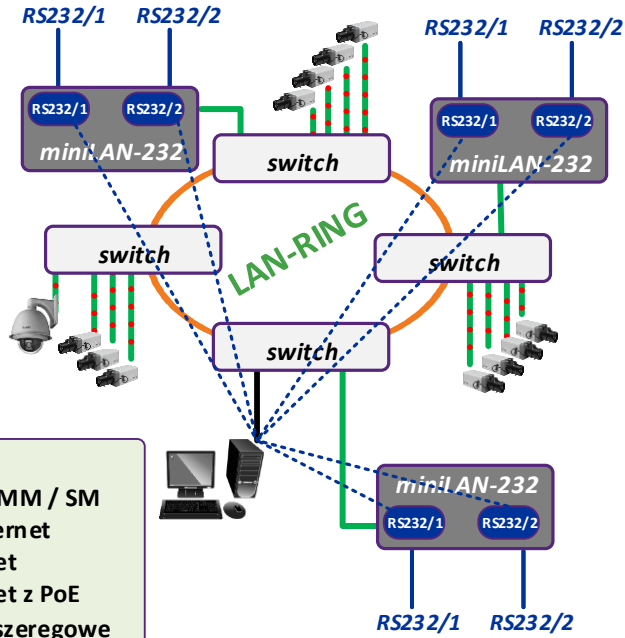 RS232/1
RS232/2
RS232/1
RS232/2
RS232/1
RS232/2
miniLAN-232
RS232/1
RS232/2
miniLAN-232
switch
switch
switch
LAN-RING
switch
MM / SM
ernet
et
et z PoE
szeregowe
miniLAN-232
RS232/1
RS232/2
RS232/1
RS232/2